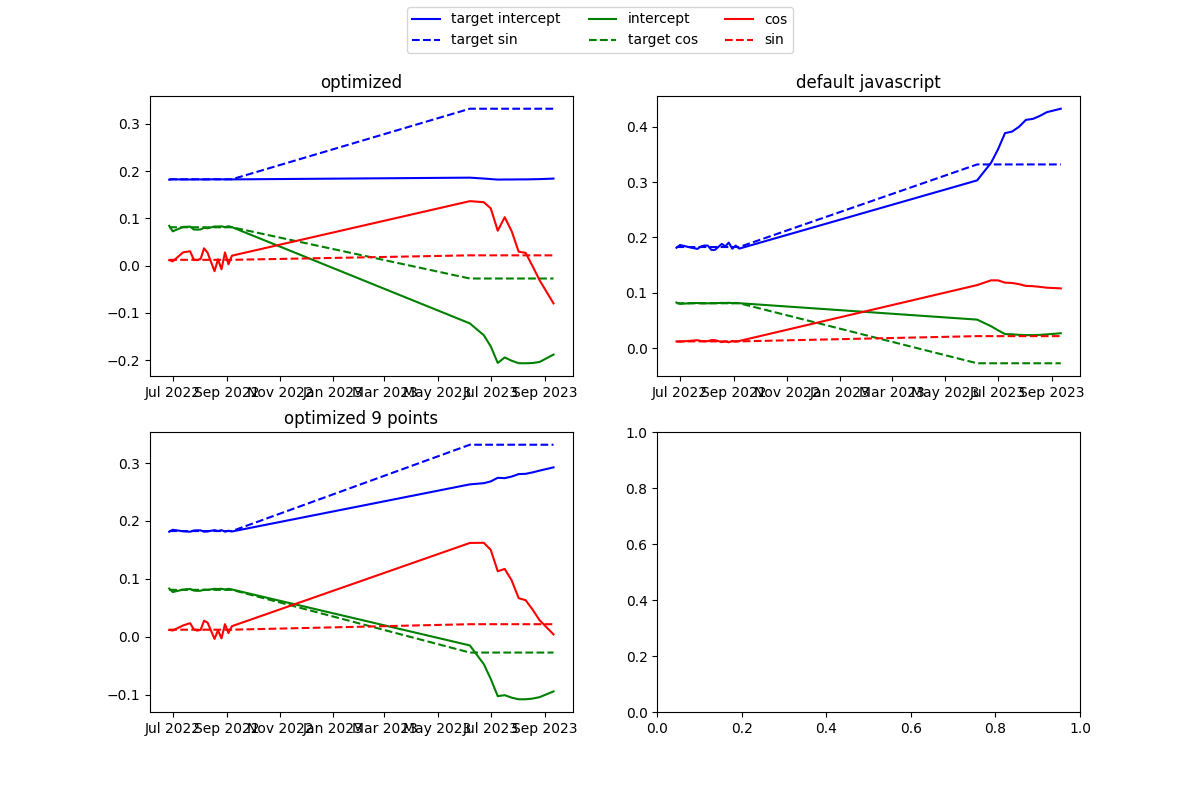 target intercept intercept cos
target sin target cos sin
optimized
0.3
0.2
0.1
0.0
−0.1
−0.2
Jul 2022 Sep 2022 Nov 2022 Jan 2023 Mar 2023 May 2023 Jul 2023 Sep 2023
default javascript
0.4
0.3
0.2
0.1
0.0
Jul 2022 Sep 2022 Nov 2022 Jan 2023 Mar 2023 May 2023 Jul 2023 Sep 2023
optimized 9 points
0.3
0.2
0.1
0.0
−0.1
Jul 2022 Sep 2022 Nov 2022 Jan 2023 Mar 2023 May 2023 Jul 2023 Sep 2023
1.0
0.8
0.6
0.4
0.2
0.0
0.0 0.2 0.4 0.6 0.8 1.0